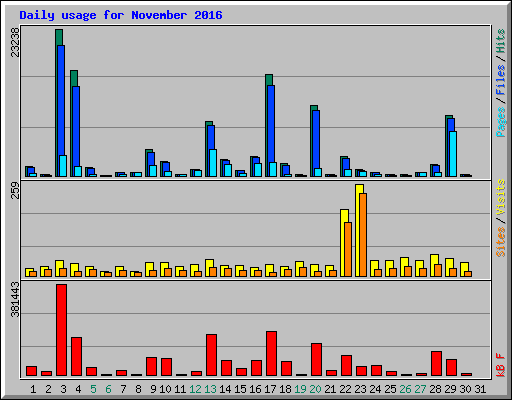 Daily usage for November 2016
23238
Pages / Files / Hits
259
Sites / Visits
381443
kB F
1 2 3 4 5 6 7 8 9 10 11 12 13 14 15 16 17 18 19 20 21 22 23 24 25 26 27 28 29 30 31